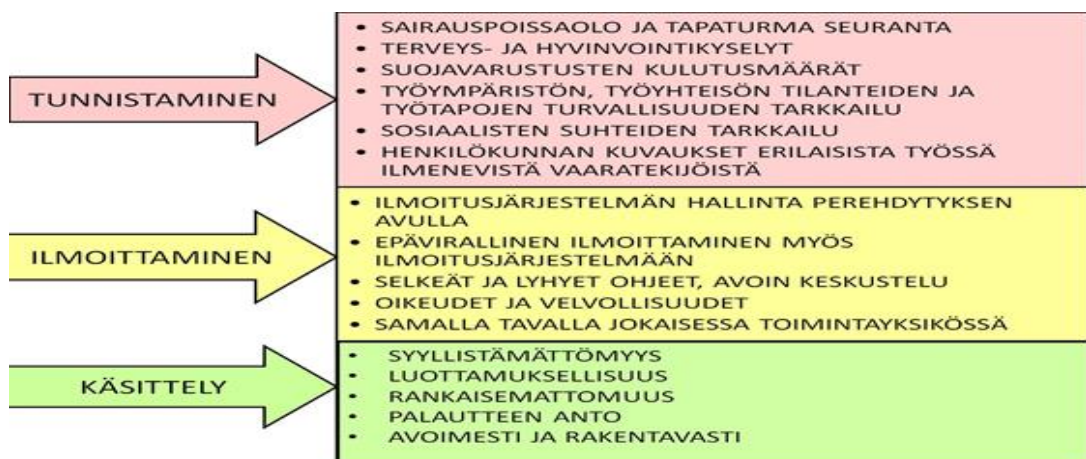 TUNNISTAMINEN
• SAIRAUSPOISSAOLO JA TAPATURMA SEURANTA
• TERVEYS- JA HYVINVOINTIKYSELYT
• SUOJAVARUSTUSTEN KULUTUSMÄÄRÄT
• TYÖYMPÄRISTÖN, TYÖYHTEISÖN TILANTEIDEN JA
TYÖTAPOJEN TURVALLISUUDEN TARKKAILU
• SOSIAALISTEN SUHTEIDEN TARKKAILU
• HENKILÖKUNNAN KUVAUKSET ERILAISISTA TYÖSSÄ
ILMENEVISTÄ VAARATEKIJÖISTÄ
ILMOITTAMINEN
• ILMOITUSJÄRJESTELMÄN HALLINTA PEREHDYTYKSEN
AVULLA
• EPÄVIRALLINEN ILMOITTAMINEN MYÖS
ILMOITUSJÄRJESTELMÄÄN
• SELKEÄT JA LYHYET OHJEET, AVOIN KESKUSTELU
• OIKEUDET JA VELVOLLISUUDET
• SAMALLA TAVALLA JOKAISESSA TOIMINTAYKSIKÖSSÄ
KÄSITTELY
• SYYLLISTÄMÄTTÖMYYS
• LUOTTAMUKSELLISUUS
• RANKAISEMATTOMUUS
• PALAUTTEEN ANTO
• AVOIMESTI JA RAKENTAVASTI